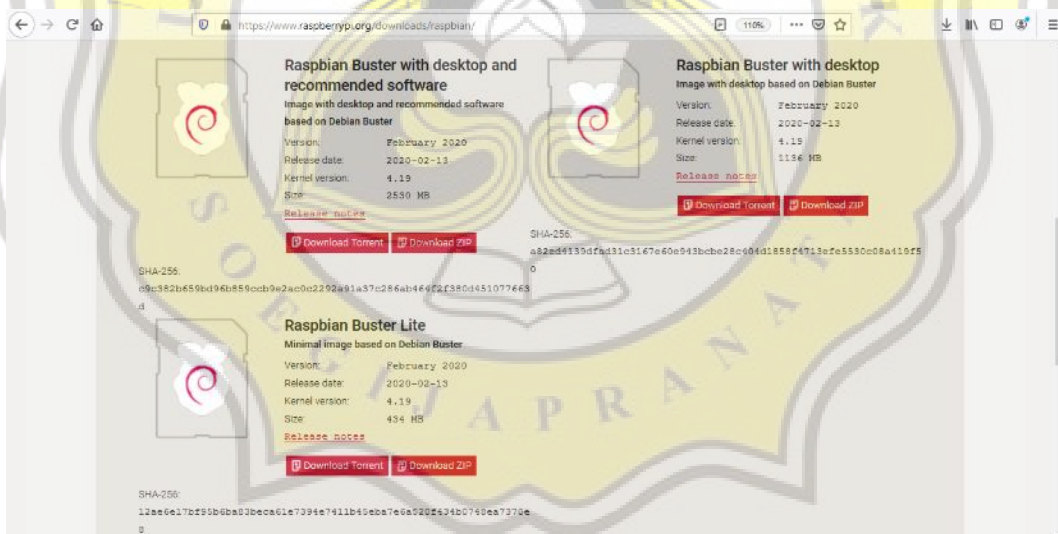 https://www.raspberrypi.org/downloads/raspbian/
110%
Raspbian Buster with desktop and
recommended software
Image with desktop and recommended software
based on Debian Buster
Version: February 2020
Release date: 2020-02-13
Kernel version: 4.19
Size: 2530 MB
Release notes
Download Torrent Download ZIP
SHA-256:
Raspbian Buster with desktop
Image with desktop based on Debian Buster
Version: February 2020
Release date: 2020-02-13
Kernel version: 4.19
Size: 1136 MB
Release notes
Download Torrent Download ZIP
SHA-256:
Raspbian Buster Lite
Minimal image based on Debian Buster
Version: February 2020
Release date: 2020-02-13
Kernel version: 4.19
Size: 434 MB
Release notes
Download Torrent Download ZIP
SHA-256: